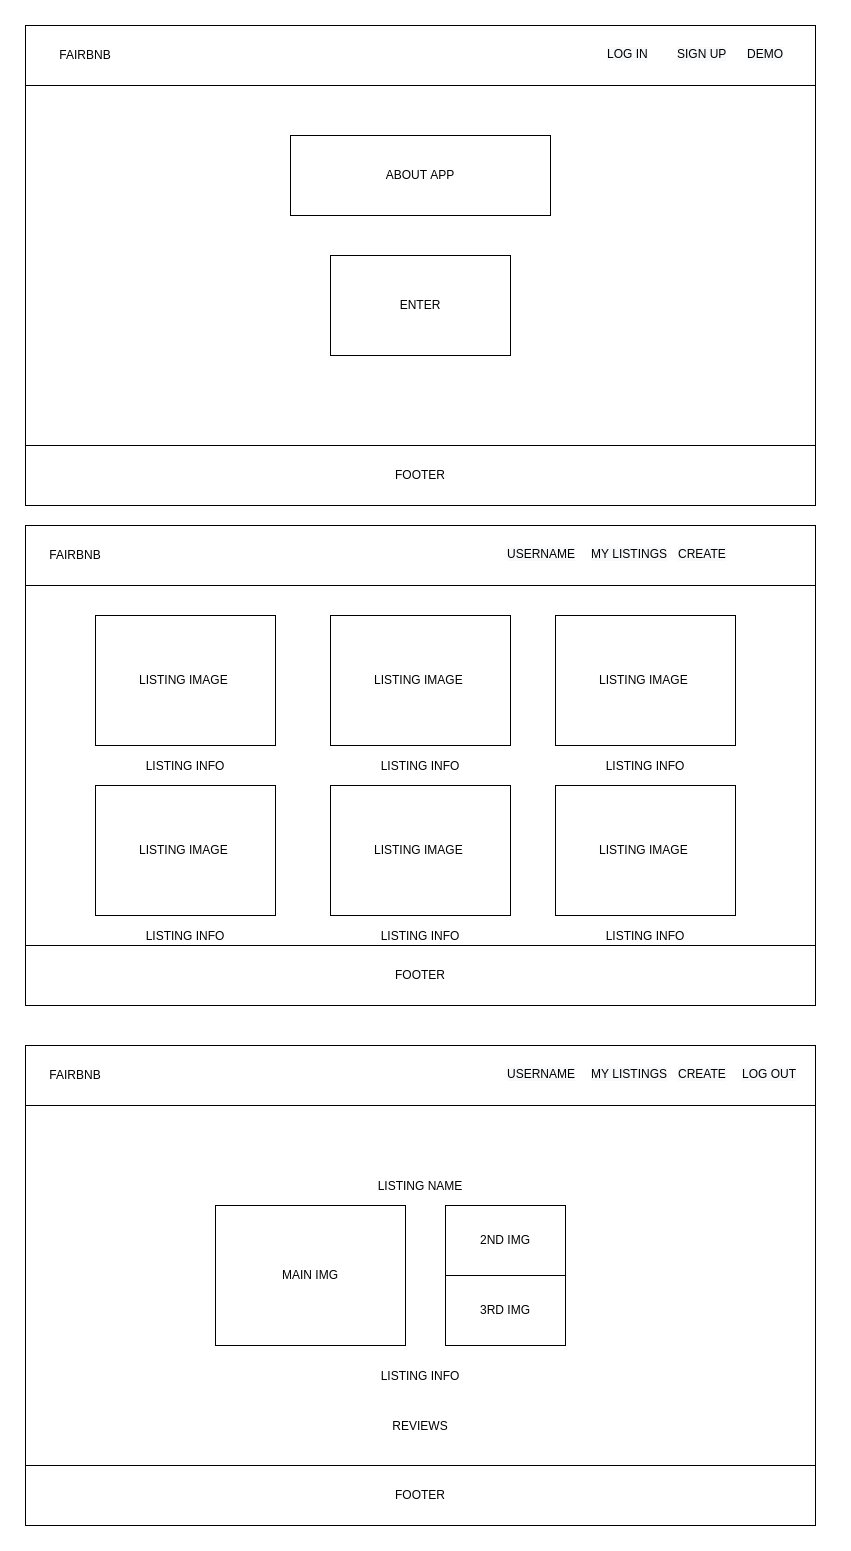 FAIRBNB LOG IN SIGN UP DEMO
ABOUT APP
ENTER
FOOTER
FAIRBNB USERNAME MY LISTINGS CREATE
LISTING IMAGE LISTING IMAGE LISTING IMAGE
LISTING INFO LISTING INFO LISTING INFO
LISTING IMAGE LISTING IMAGE LISTING IMAGE
LISTING INFO LISTING INFO LISTING INFO
FOOTER
FAIRBNB USERNAME MY LISTINGS CREATE LOG OUT
LISTING NAME
2ND IMG
MAIN IMG
3RD IMG
LISTING INFO
REVIEWS
FOOTER